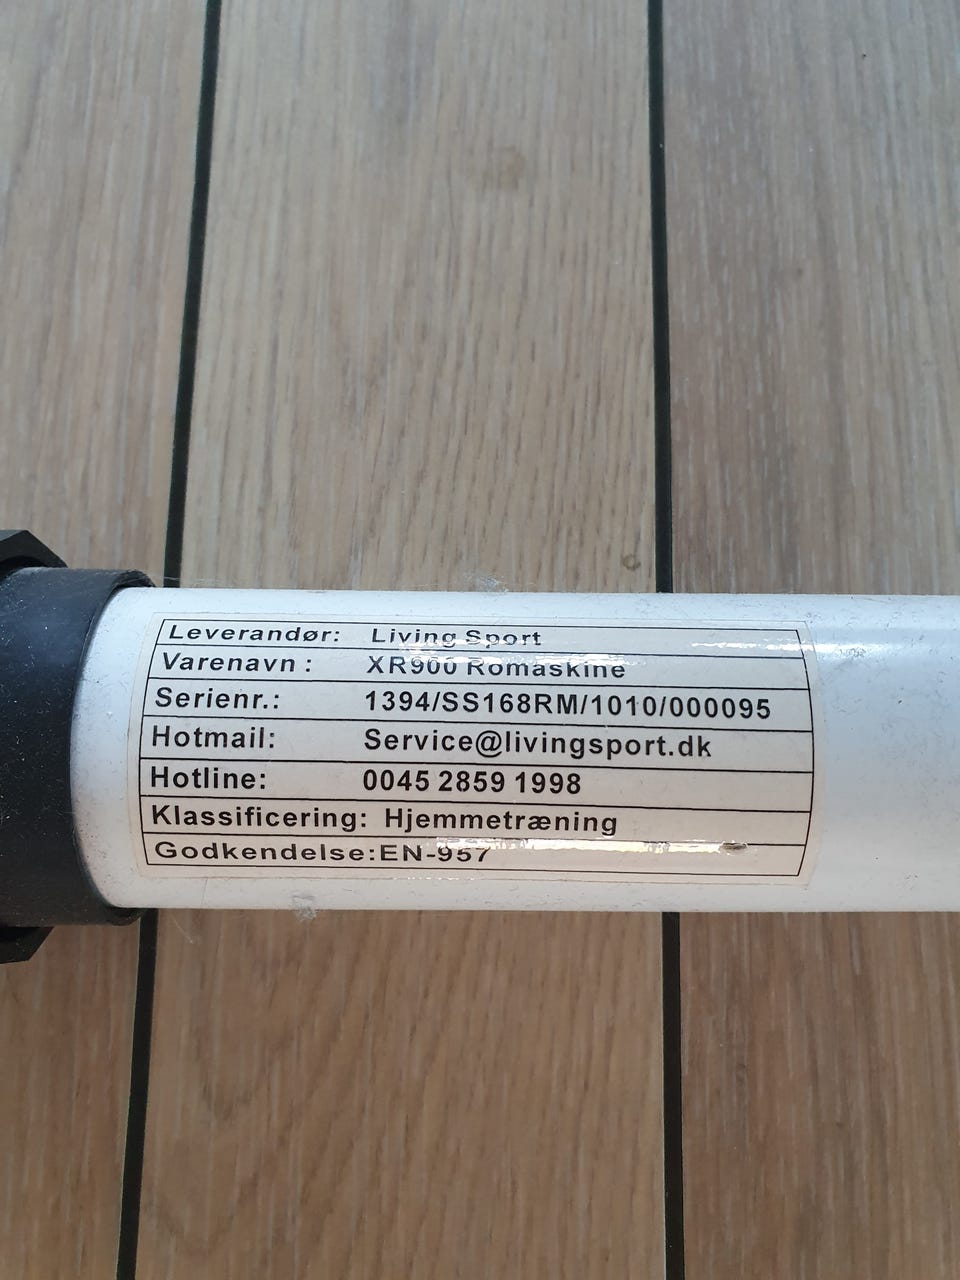 Leverandør: Living Sport
Varenavn : XR900 Romaskine
Serienr.: 1394/SS168RM/1010/000095
Hotmail: Service@livingsport.dk
Hotline: 0045 2859 1998
Klassificering: Hjemmetræning
Godkendelse:EN-957